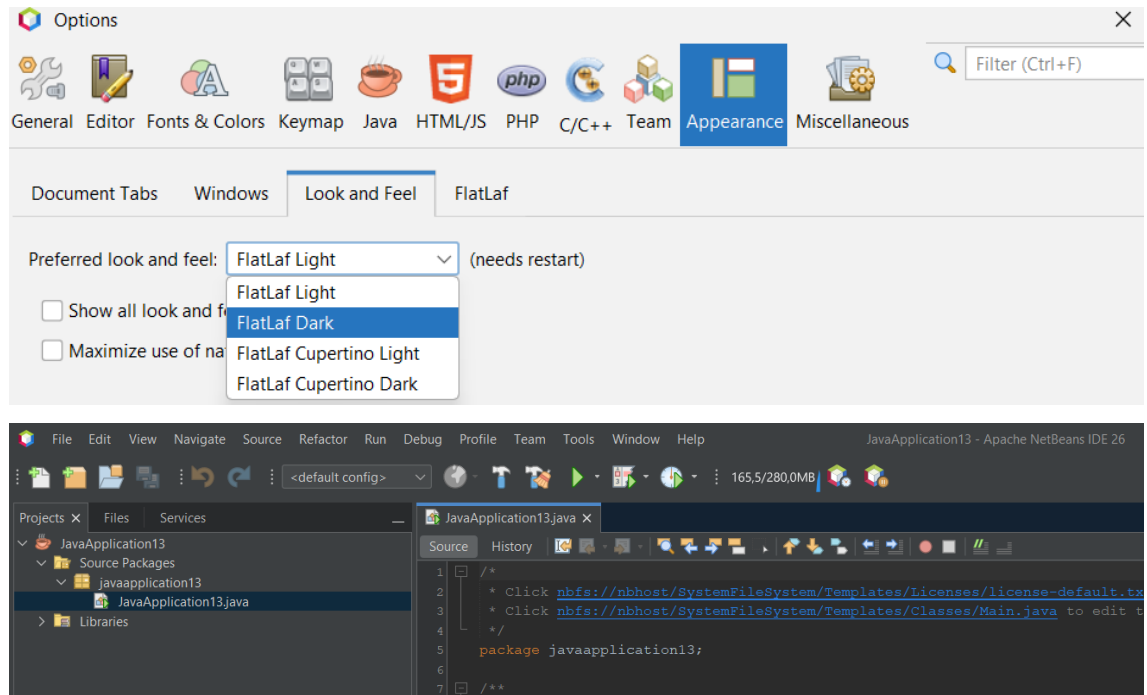 Options
Filter (Ctrl+F)
General Editor Fonts & Colors Keymap Java HTML/JS PHP C/C++ Team Appearance Miscellaneous
Document Tabs Windows Look and Feel FlatLaf
Preferred look and feel: FlatLaf Light (needs restart)
FlatLaf Light
Show all look and f
FlatLaf Dark
Maximize use of na
FlatLaf Cupertino Light
FlatLaf Cupertino Dark
File Edit View Navigate Source Refactor Run Debug Profile Team Tools Window Help JavaApplication13 - Apache NetBeans IDE 26
<default config> 165,5/280,0MB
Projects Files Services
JavaApplication13
Source Packages
javaapplication13
JavaApplication13.java
Libraries
JavaApplication13.java
Source History
1 /*
2 * Click nbfs://nbhost/SystemFileSystem/Templates/Licenses/license-default.tx
3 * Click nbfs://nbhost/SystemFileSystem/Templates/Classes/Main.java to edit t
4 */
5 package javaapplication13;
6
7 /**